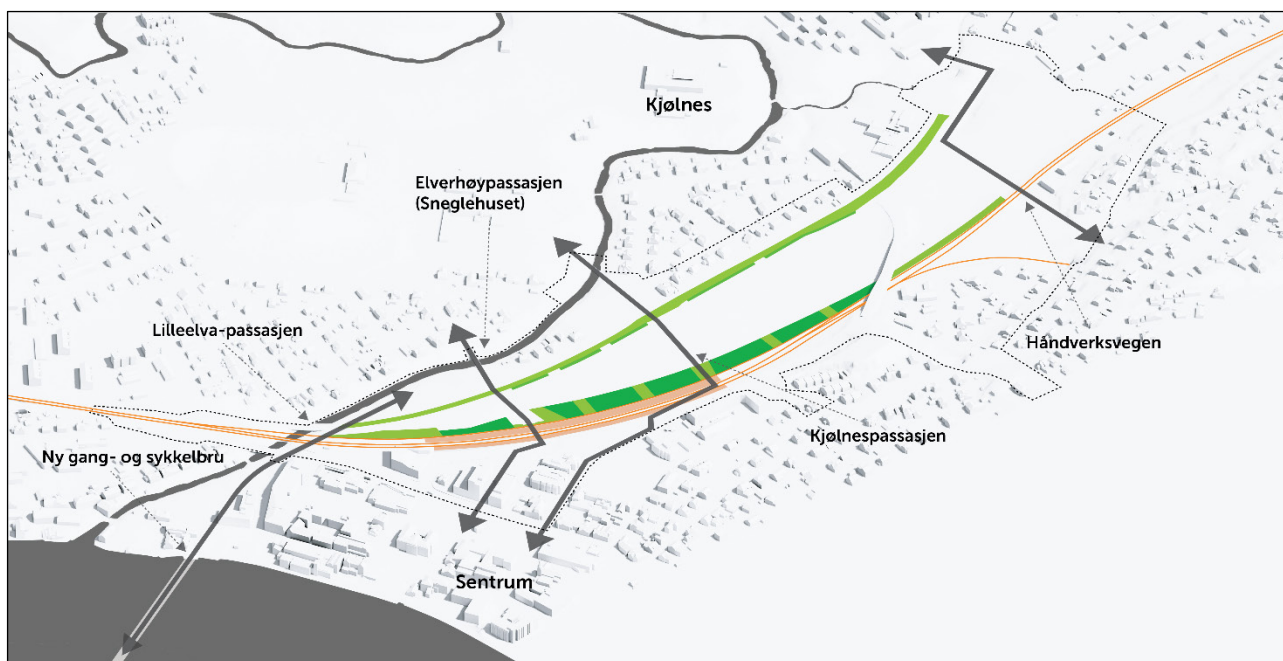 Kjølnes
Elverhøypassasjen
(Sneglehuset)
Lilleelva-passasjen
Håndverksvegen
Kjølnespassasjen
Ny gang- og sykkelbru
Sentrum